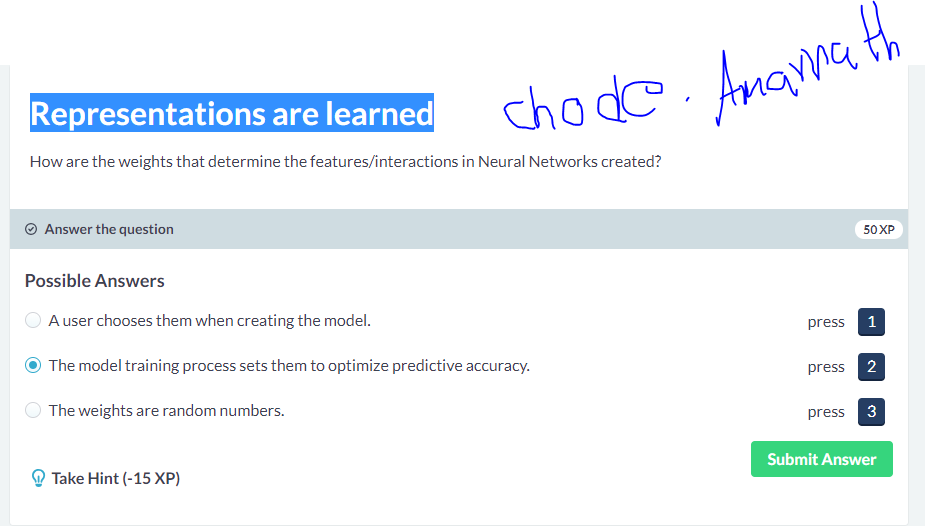 chode. Amarnath
Representations are learned
How are the weights that determine the features/interactions in Neural Networks created?
Answer the question 50 XP
Possible Answers
A user chooses them when creating the model. press 1
The model training process sets them to optimize predictive accuracy. press 2
The weights are random numbers. press 3
Submit Answer
Take Hint (-15 XP)